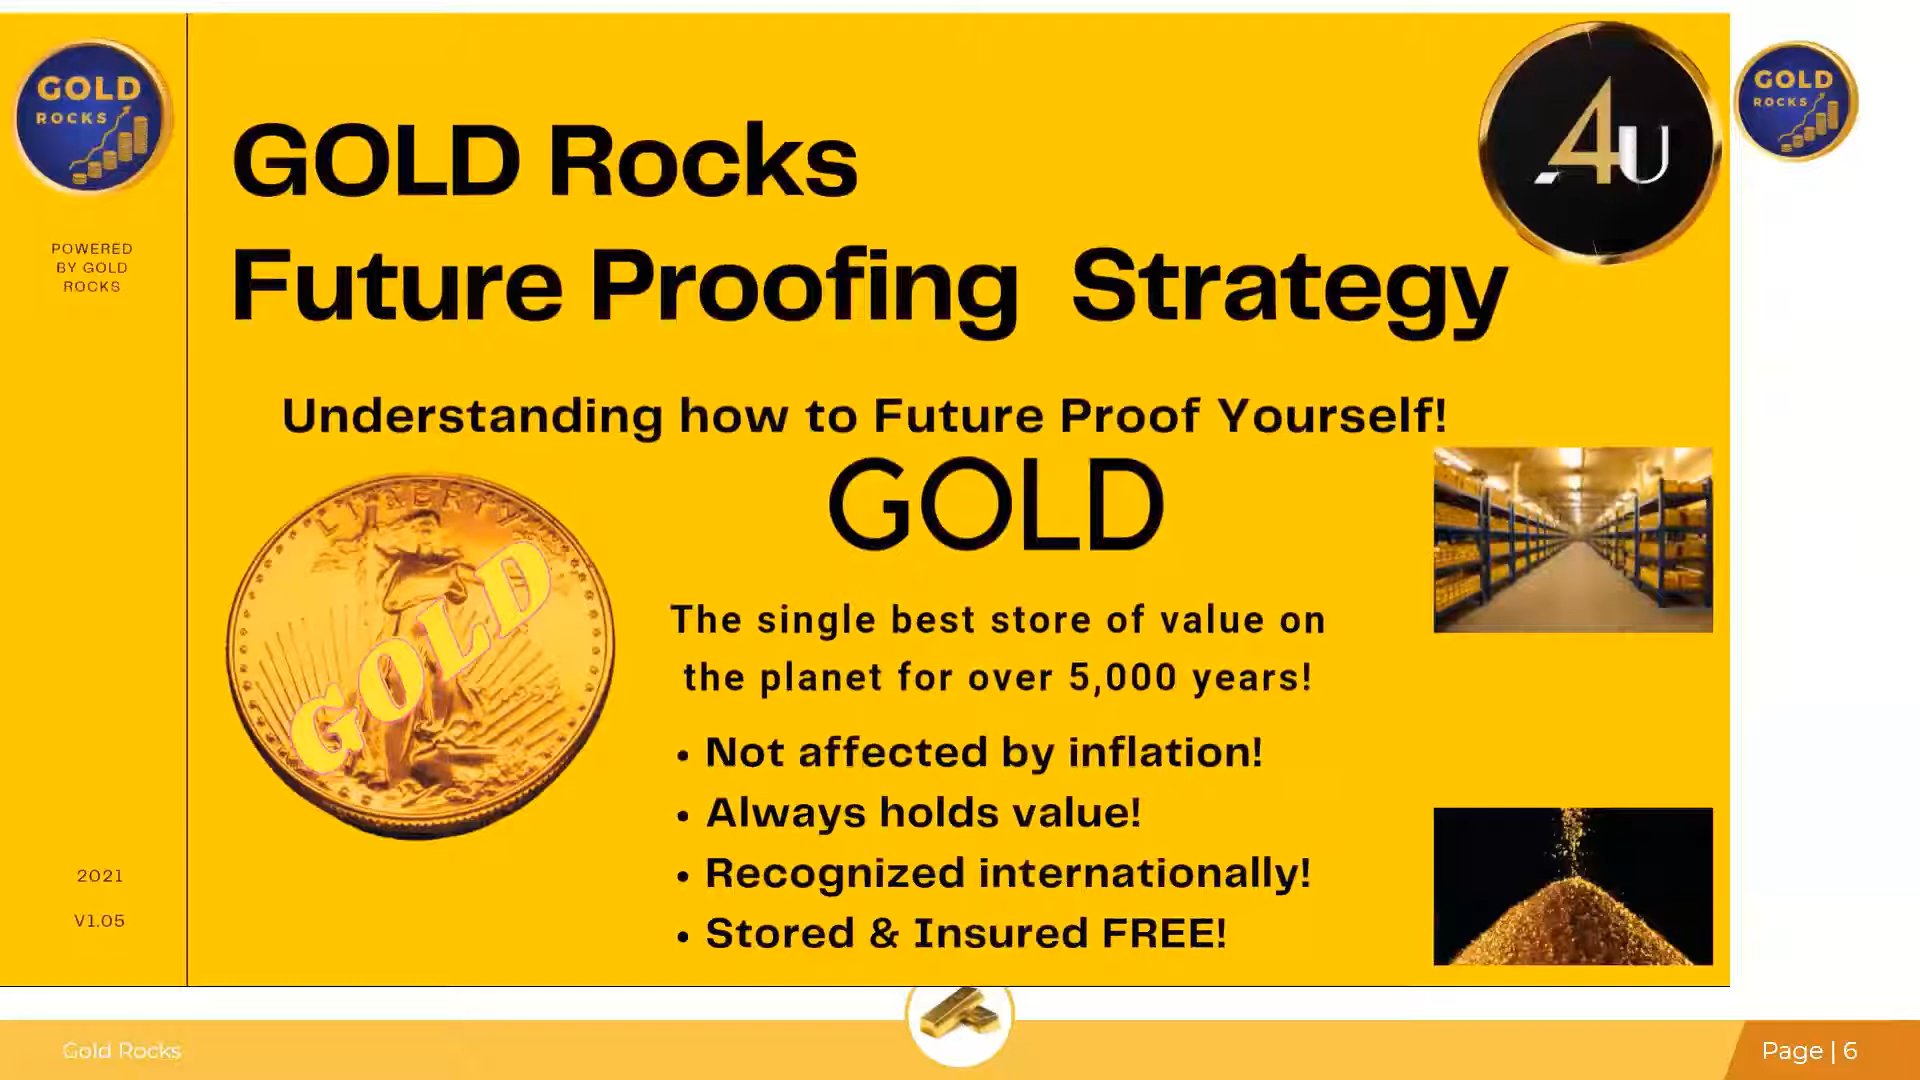 GOLD
ROCKS
POWERED
BY GOLD
ROCKS
2021
V1.05
GOLD Rocks
Future Proofing Strategy
A4U
GOLD
ROCKS
Understanding how to Future Proof Yourself!
GOLD
LIBERTY
GOLD
The single best store of value on
the planet for over 5,000 years!
• Not affected by inflation!
• Always holds value!
• Recognized internationally!
• Stored & Insured FREE!
Gold Rocks
Page | 6